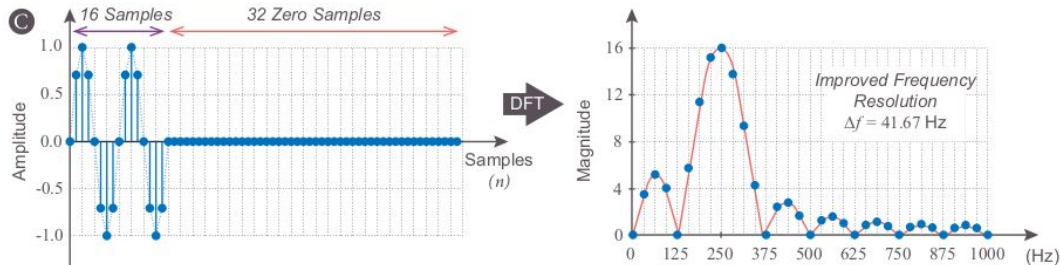 C
16 Samples
32 Zero Samples
Amplitude
1.0
0.5
0.0
-0.5
-1.0
Samples
(n)
DFT
Magnitude
16
12
8
4
0
Improved Frequency
Resolution
Δf = 41.67 Hz
0 125 250 375 500 625 750 875 1000 (Hz)